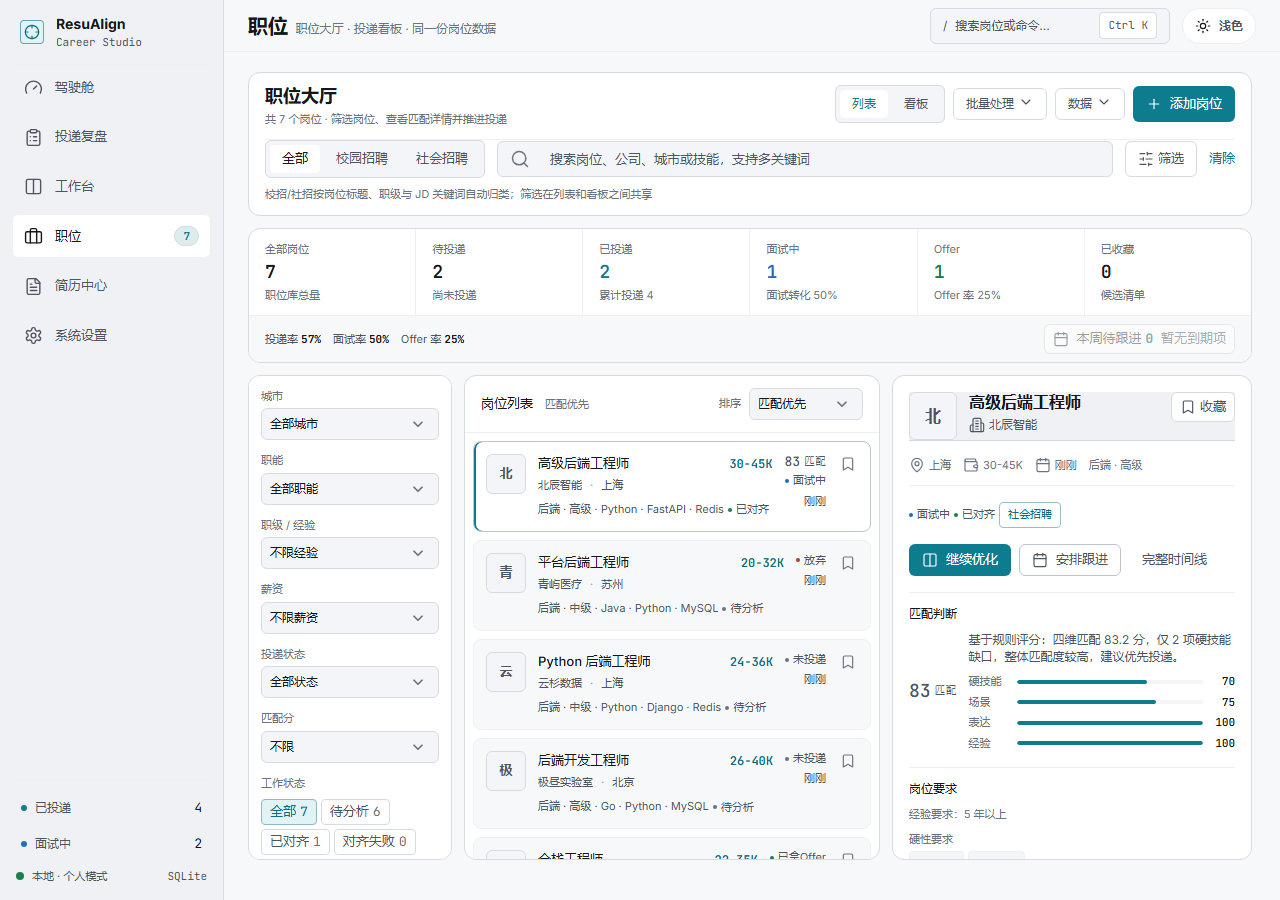 ResuAlign
Career Studio
驾驶舱
投递复盘
工作台
职位 7
简历中心
系统设置
已投递 4
面试中 2
本地 · 个人模式 SQLite
职位 职位大厅 · 投递看板 · 同一份岗位数据
/ 搜索岗位或命令... Ctrl K
浅色
职位大厅
共 7 个岗位 · 筛选岗位、查看匹配详情并推进投递
列表 看板 批量处理 数据 添加岗位
全部 校园招聘 社会招聘 搜索岗位、公司、城市或技能，支持多关键词 筛选 清除
校招/社招按岗位标题、职级与 JD 关键词自动归类；筛选在列表和看板之间共享
全部岗位
7
职位库总量
待投递
2
尚未投递
已投递
2
累计投递 4
面试中
1
面试转化 50%
Offer
1
Offer 率 25%
已收藏
0
候选清单
投递率 57% 面试率 50% Offer 率 25%
本周待跟进 0 暂无到期项
城市
全部城市
职能
全部职能
职级 / 经验
不限经验
薪资
不限薪资
投递状态
全部状态
匹配分
不限
工作状态
全部 7 待分析 6
已对齐 1 对齐失败 0
岗位列表 匹配优先 排序 匹配优先
北
高级后端工程师 30-45K 83 匹配
北辰智能 · 上海 面试中
后端 · 高级 · Python · FastAPI · Redis 已对齐 刚刚
青
平台后端工程师 20-32K 放弃
青屿医疗 · 苏州 刚刚
后端 · 中级 · Java · Python · MySQL 待分析
云
Python 后端工程师 24-36K 未投递
云杉数据 · 上海 刚刚
后端 · 中级 · Python · Django · Redis 待分析
极
后端开发工程师 26-40K 未投递
极昼实验室 · 北京 刚刚
后端 · 高级 · Go · Python · MySQL 待分析
全栈工程师 22-35K 已拿Offer
北
高级后端工程师
北辰智能
收藏
上海 30-45K 刚刚 后端 · 高级
面试中 已对齐 社会招聘
继续优化 安排跟进 完整时间线
匹配判断
83 匹配
基于规则评分：四维匹配 83.2 分，仅 2 项硬技能
缺口，整体匹配度较高，建议优先投递。
硬技能 70
场景 75
表达 100
经验 100
岗位要求
经验要求：5 年以上
硬性要求